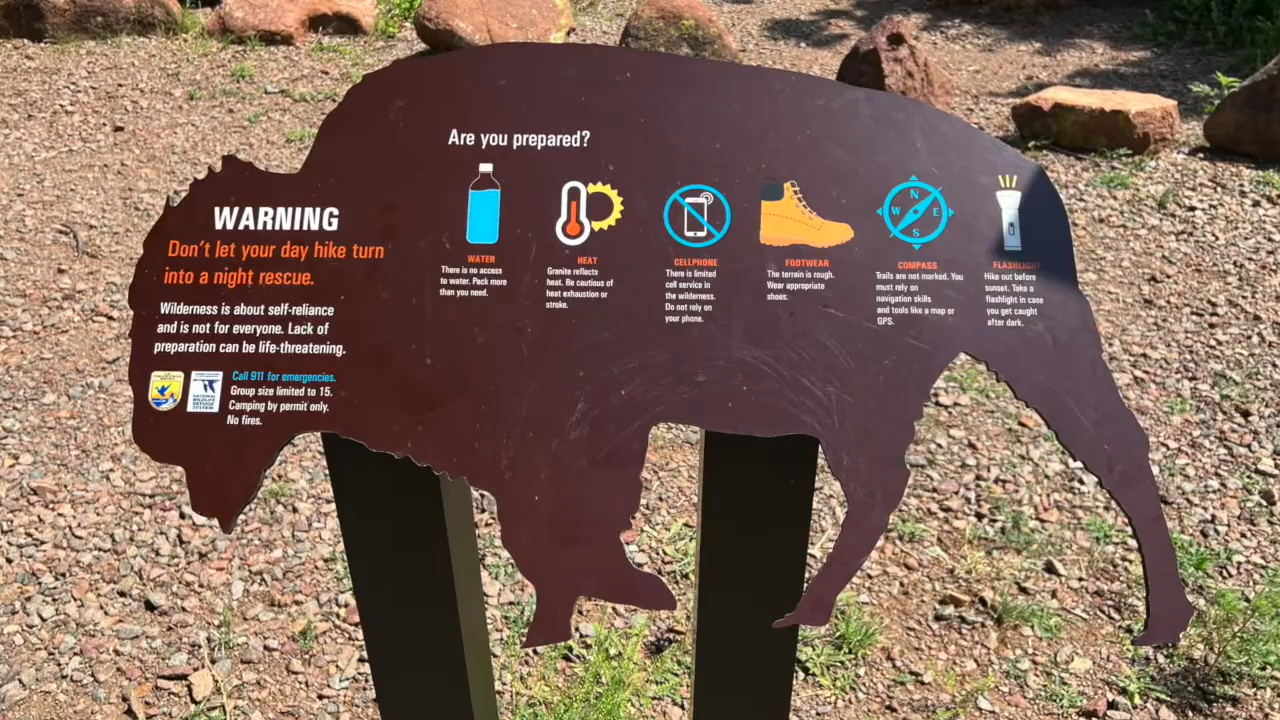 Are you prepared?
WARNING
Don't let your day hike turn
into a night rescue.
Wilderness is about self-reliance
and is not for everyone. Lack of
preparation can be life-threatening.
Call 911 for emergencies.
Group size limited to 15.
Camping by permit only.
No fires.
NATIONAL
WILDLIFE
REFUGE
SYSTEM
WATER
There is no access
to water. Pack more
than you need.
HEAT
Granite reflects
heat. Be cautious of
heat exhaustion or
stroke.
CELLPHONE
There is limited
cell service in
the wilderness.
Do not rely on
your phone.
FOOTWEAR
The terrain is rough.
Wear appropriate
shoes.
N
W E
S
COMPASS
Trails are not marked. You
must rely on
navigation skills
and tools like a map or
GPS.
FLASHLIGHT
Hike out before
sunset. Take a
flashlight in case
you get caught
after dark.